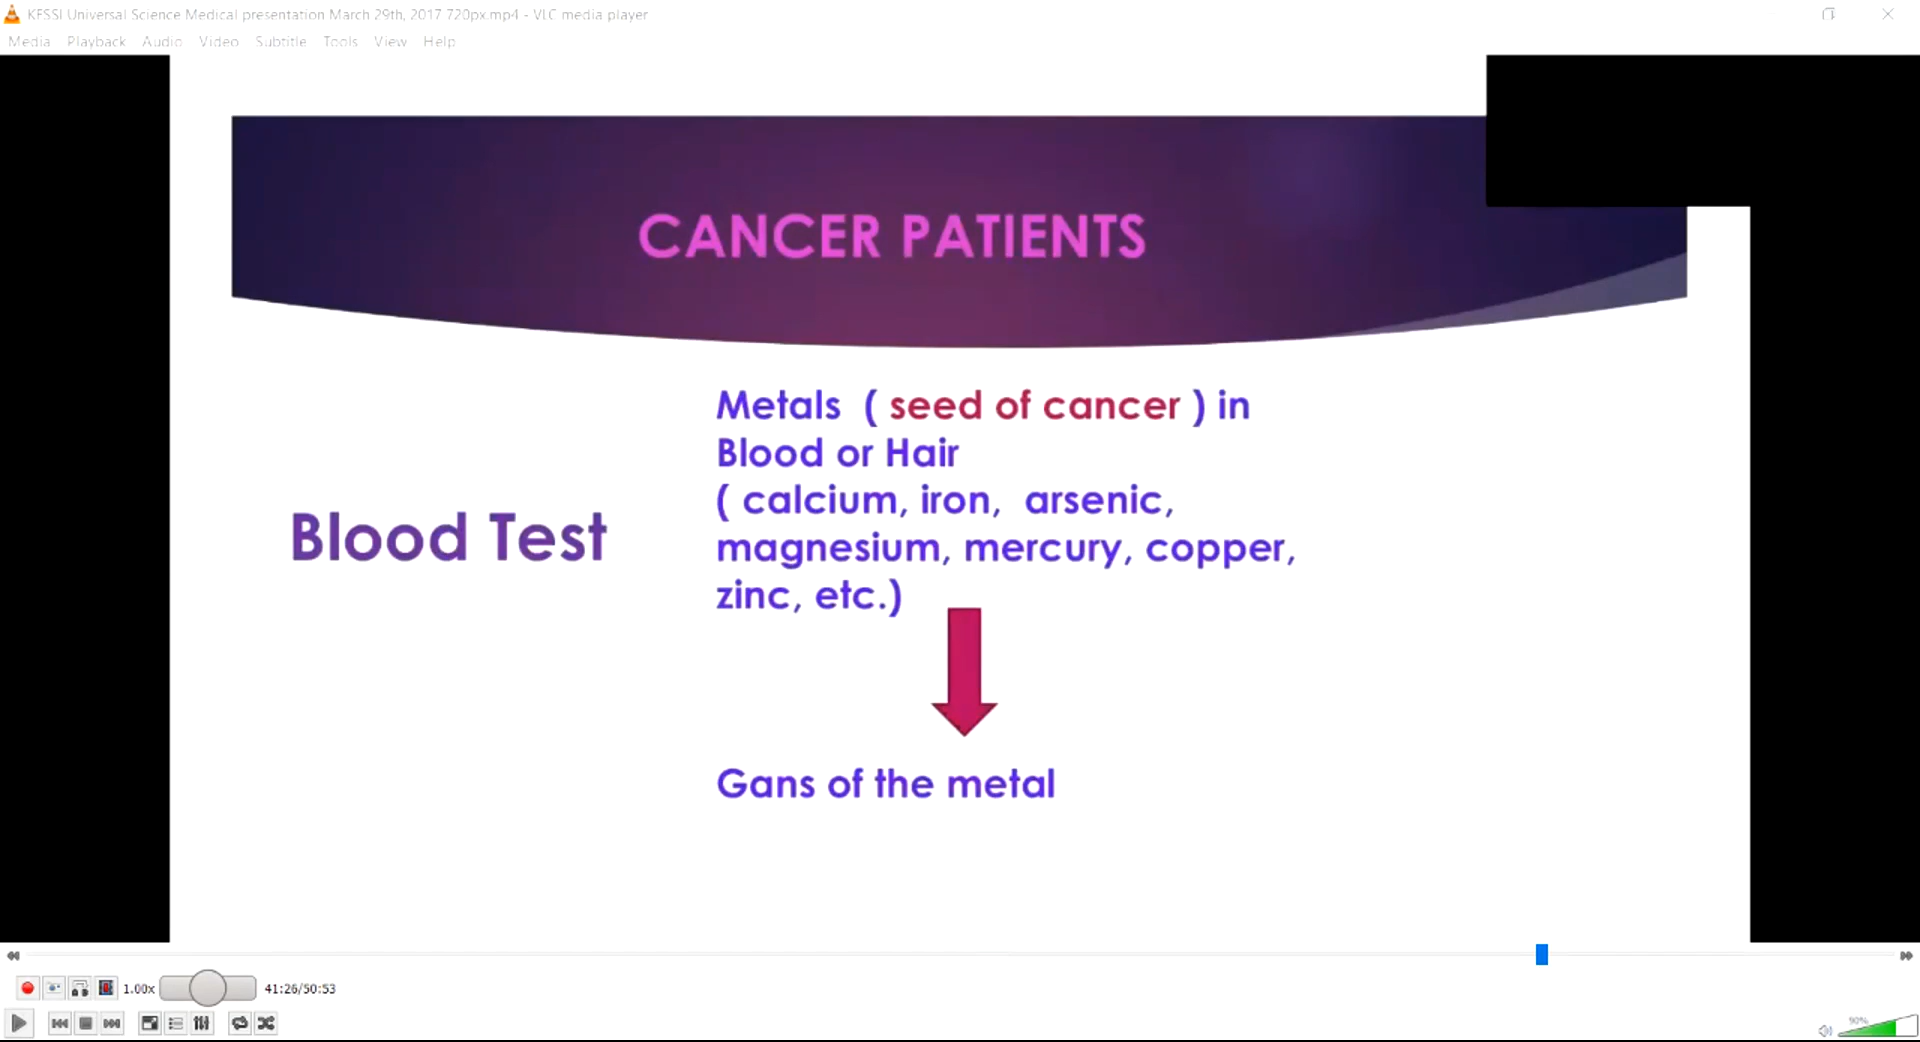 KFSSI Universal Science Medical presentation March 29th, 2017 720px.mp4 - VLC media player
Media Playback Audio Video Subtitle Tools View Help
CANCER PATIENTS
Blood Test
Metals ( seed of cancer ) in
Blood or Hair
( calcium, iron, arsenic,
magnesium, mercury, copper,
zinc, etc.)
Gans of the metal
1.00x 41:26/50:53
90%